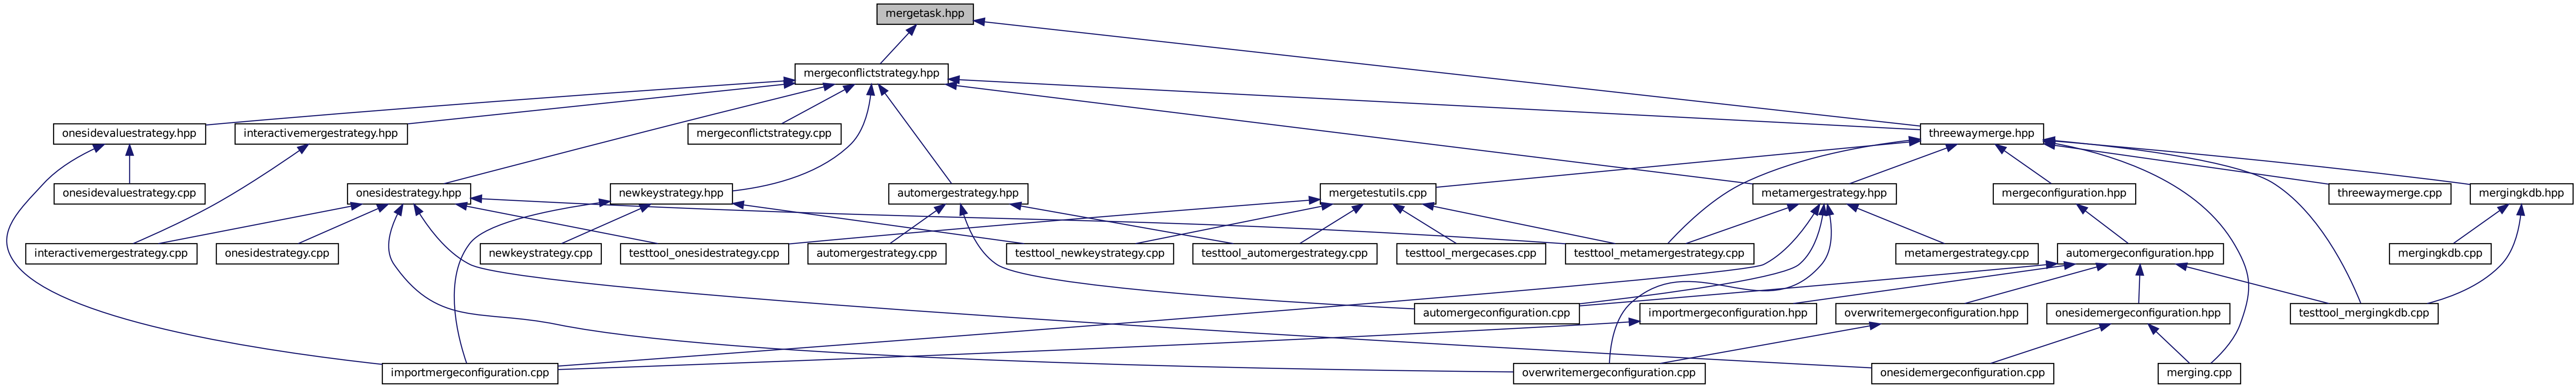 mergetask.hpp
mergeconflictstrategy.hpp
onesidevaluestrategy.hpp
interactivemergestrategy.hpp
mergeconflictstrategy.cpp
threewaymerge.hpp
onesidevaluestrategy.cpp
onesidestrategy.hpp
newkeystrategy.hpp
automergestrategy.hpp
mergetestutils.cpp
metamergestrategy.hpp
mergeconfiguration.hpp
threewaymerge.cpp
mergingkdb.hpp
interactivemergestrategy.cpp
onesidestrategy.cpp
newkeystrategy.cpp
testtool_onesidestrategy.cpp
automergestrategy.cpp
testtool_newkeystrategy.cpp
testtool_automergestrategy.cpp
testtool_mergecases.cpp
testtool_metamergestrategy.cpp
metamergestrategy.cpp
automergeconfiguration.hpp
mergingkdb.cpp
automergeconfiguration.cpp
importmergeconfiguration.hpp
overwritemergeconfiguration.hpp
onesidemergeconfiguration.hpp
testtool_mergingkdb.cpp
importmergeconfiguration.cpp
overwritemergeconfiguration.cpp
onesidemergeconfiguration.cpp
merging.cpp